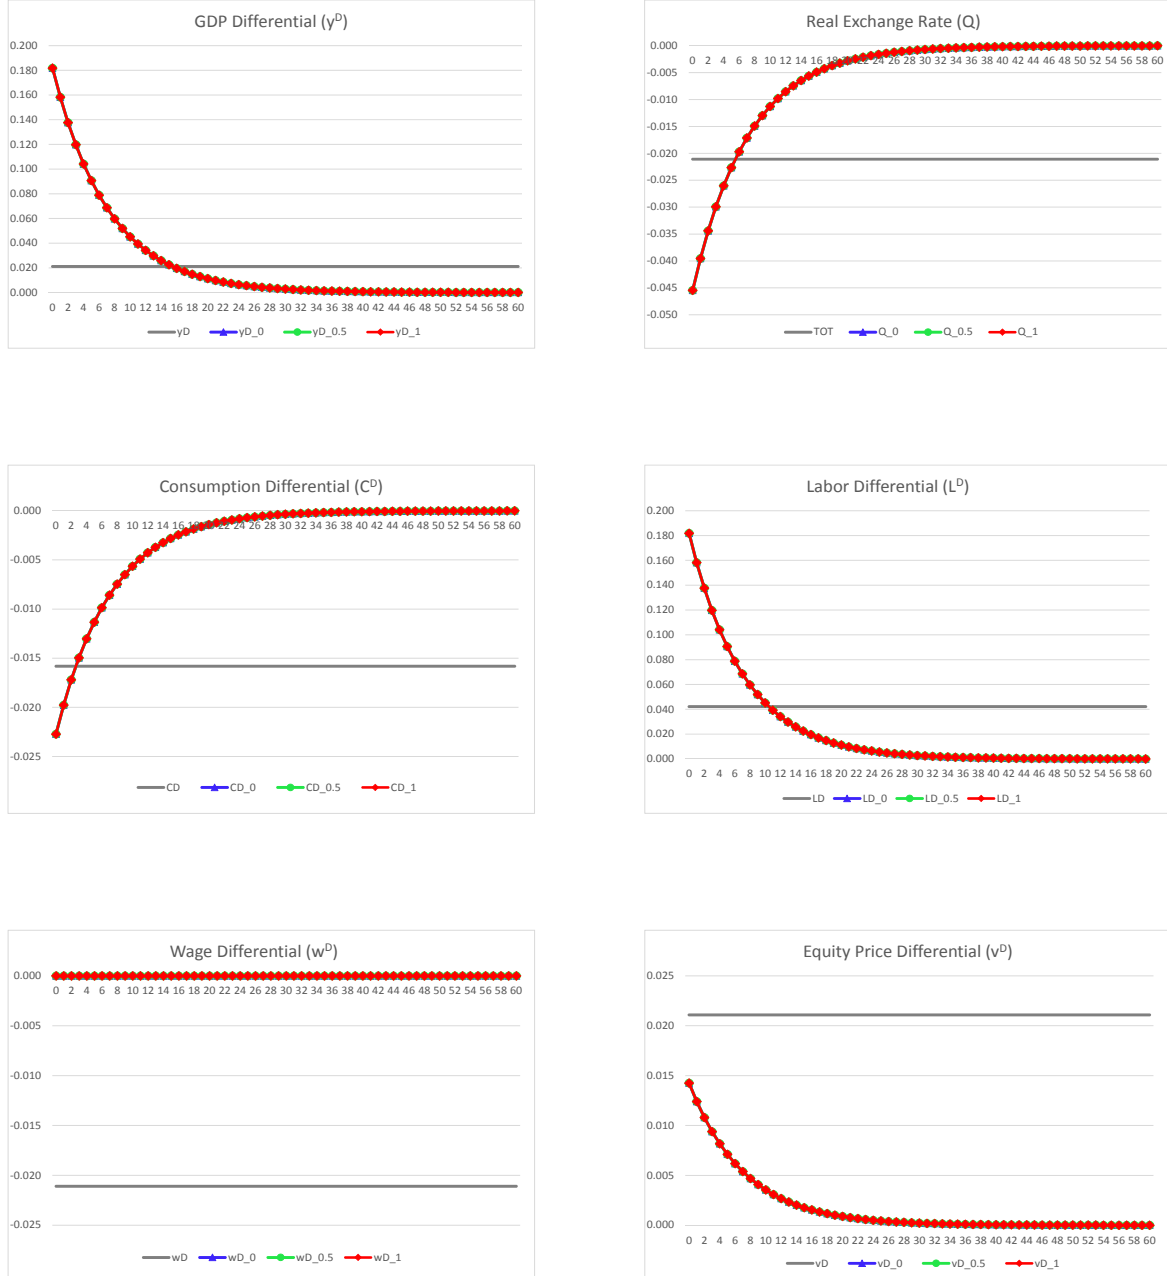 GDP Differential (yᴰ)
0.200
0.180
0.160
0.140
0.120
0.100
0.080
0.060
0.040
0.020
0.000
0 2 4 6 8 10 12 14 16 18 20 22 24 26 28 30 32 34 36 38 40 42 44 46 48 50 52 54 56 58 60
yD yD_0 yD_0.5 yD_1
Real Exchange Rate (Q)
0.000
0 2 4 6 8 10 12 14 16 18 20 22 24 26 28 30 32 34 36 38 40 42 44 46 48 50 52 54 56 58 60
-0.005
-0.010
-0.015
-0.020
-0.025
-0.030
-0.035
-0.040
-0.045
-0.050
TOT Q_0 Q_0.5 Q_1
Consumption Differential (Cᴰ)
0.000
0 2 4 6 8 10 12 14 16 18 20 22 24 26 28 30 32 34 36 38 40 42 44 46 48 50 52 54 56 58 60
-0.005
-0.010
-0.015
-0.020
-0.025
CD CD_0 CD_0.5 CD_1
Labor Differential (Lᴰ)
0.200
0.180
0.160
0.140
0.120
0.100
0.080
0.060
0.040
0.020
0.000
0 2 4 6 8 10 12 14 16 18 20 22 24 26 28 30 32 34 36 38 40 42 44 46 48 50 52 54 56 58 60
LD LD_0 LD_0.5 LD_1
Wage Differential (wᴰ)
0.000
0 2 4 6 8 10 12 14 16 18 20 22 24 26 28 30 32 34 36 38 40 42 44 46 48 50 52 54 56 58 60
-0.005
-0.010
-0.015
-0.020
-0.025
wD wD_0 wD_0.5 wD_1
Equity Price Differential (vᴰ)
0.025
0.020
0.015
0.010
0.005
0.000
0 2 4 6 8 10 12 14 16 18 20 22 24 26 28 30 32 34 36 38 40 42 44 46 48 50 52 54 56 58 60
vD vD_0 vD_0.5 vD_1